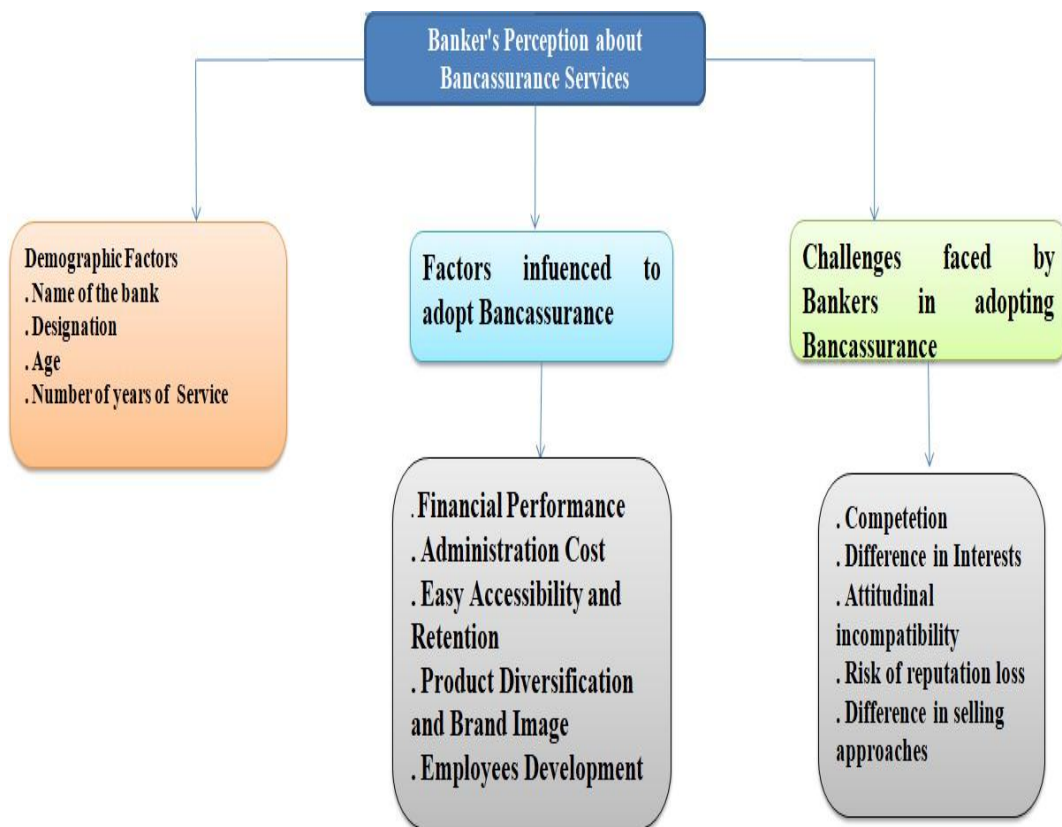 Banker's Perception about
Bancassurance Services
Demographic Factors
. Name of the bank
. Designation
. Age
. Number of years of Service
Factors infuenced to
adopt Bancassurance
Challenges faced by
Bankers in adopting
Bancassurance
. Financial Performance
. Administration Cost
. Easy Accessibility and
Retention
. Product Diversification
and Brand Image
. Employees Development
. Competetion
. Difference in Interests
. Attitudinal
incompatibility
. Risk of reputation loss
. Difference in selling
approaches